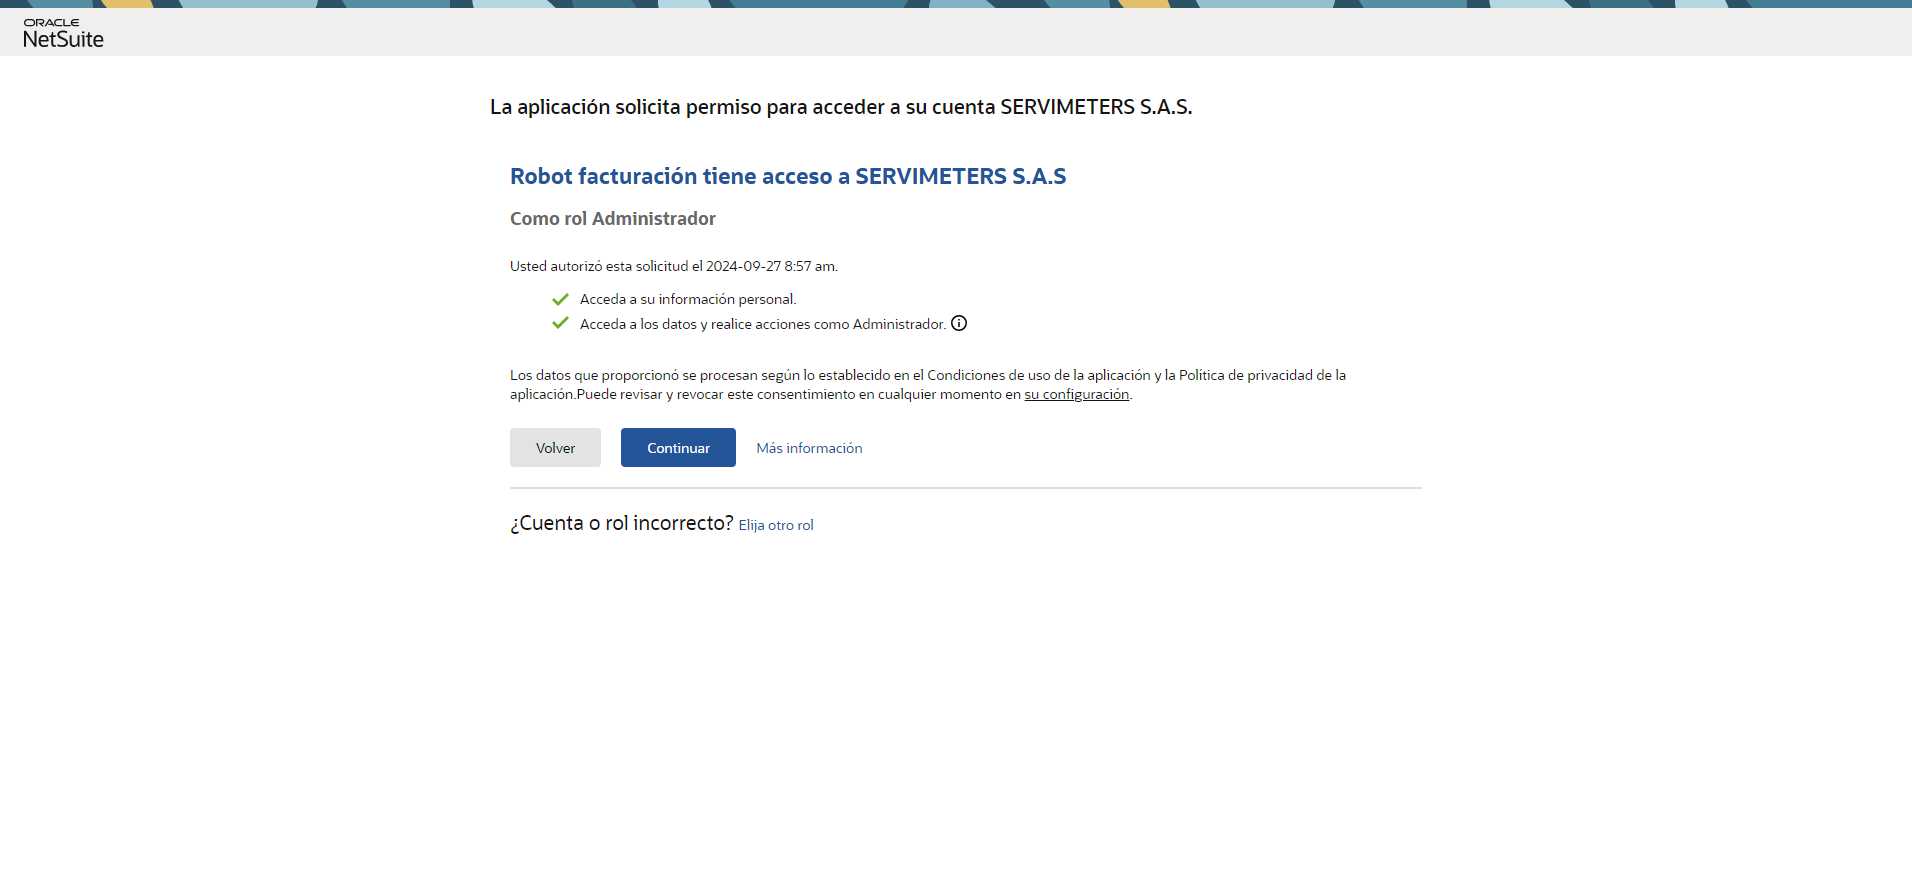 ORACLE
NetSuite
La aplicación solicita permiso para acceder a su cuenta SERVIMETERS S.A.S.
Robot facturación tiene acceso a SERVIMETERS S.A.S
Como rol Administrador
Usted autorizó esta solicitud el 2024-09-27 8:57 am.
Acceda a su información personal.
Acceda a los datos y realice acciones como Administrador.
Los datos que proporcionó se procesan según lo establecido en el Condiciones de uso de la aplicación y la Política de privacidad de la
aplicación.Puede revisar y revocar este consentimiento en cualquier momento en su configuración.
Volver Continuar Más información
¿Cuenta o rol incorrecto? Elija otro rol